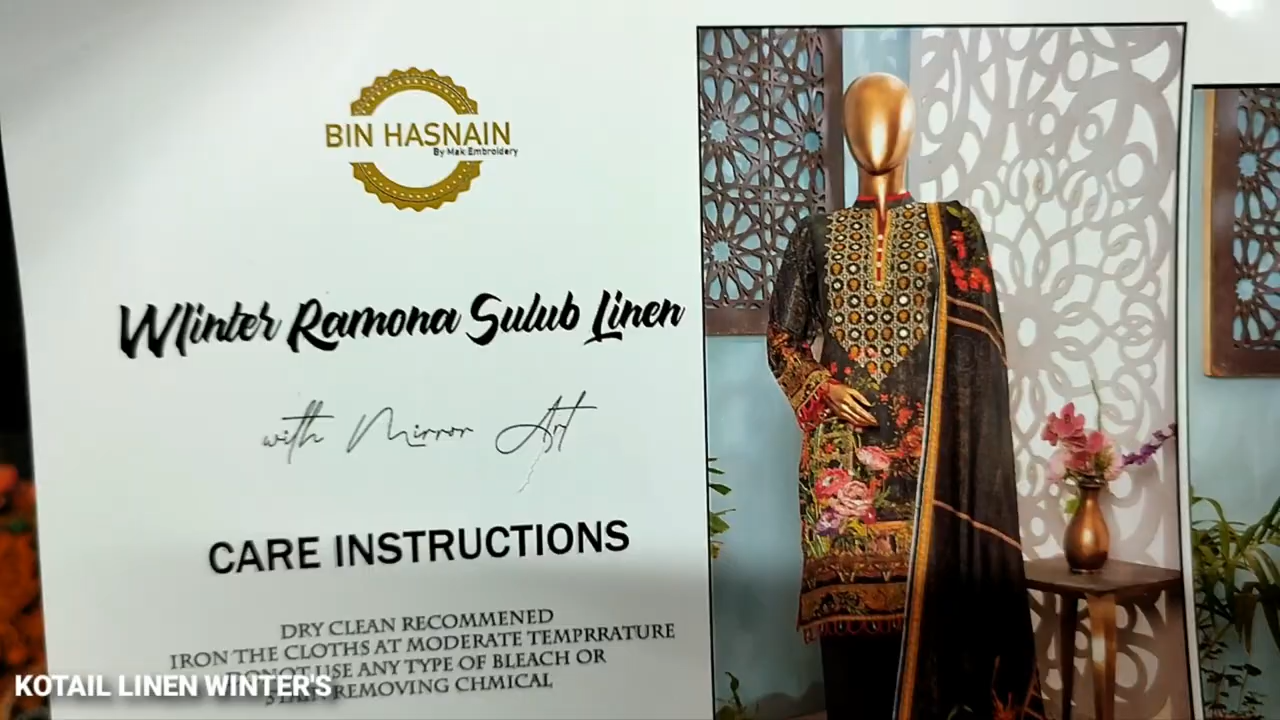 BIN HASNAIN
By Mak Embroidery
WIinter Ramona Sulub Linen
with Mirror Art
CARE INSTRUCTIONS
DRY CLEAN RECOMMENED
IRON THE CLOTHS AT MODERATE TEMPRRATURE
NOT USE ANY TYPE OF BLEACH OR
REMOVING CHMICAL
KOTAIL LINEN WINTER'S